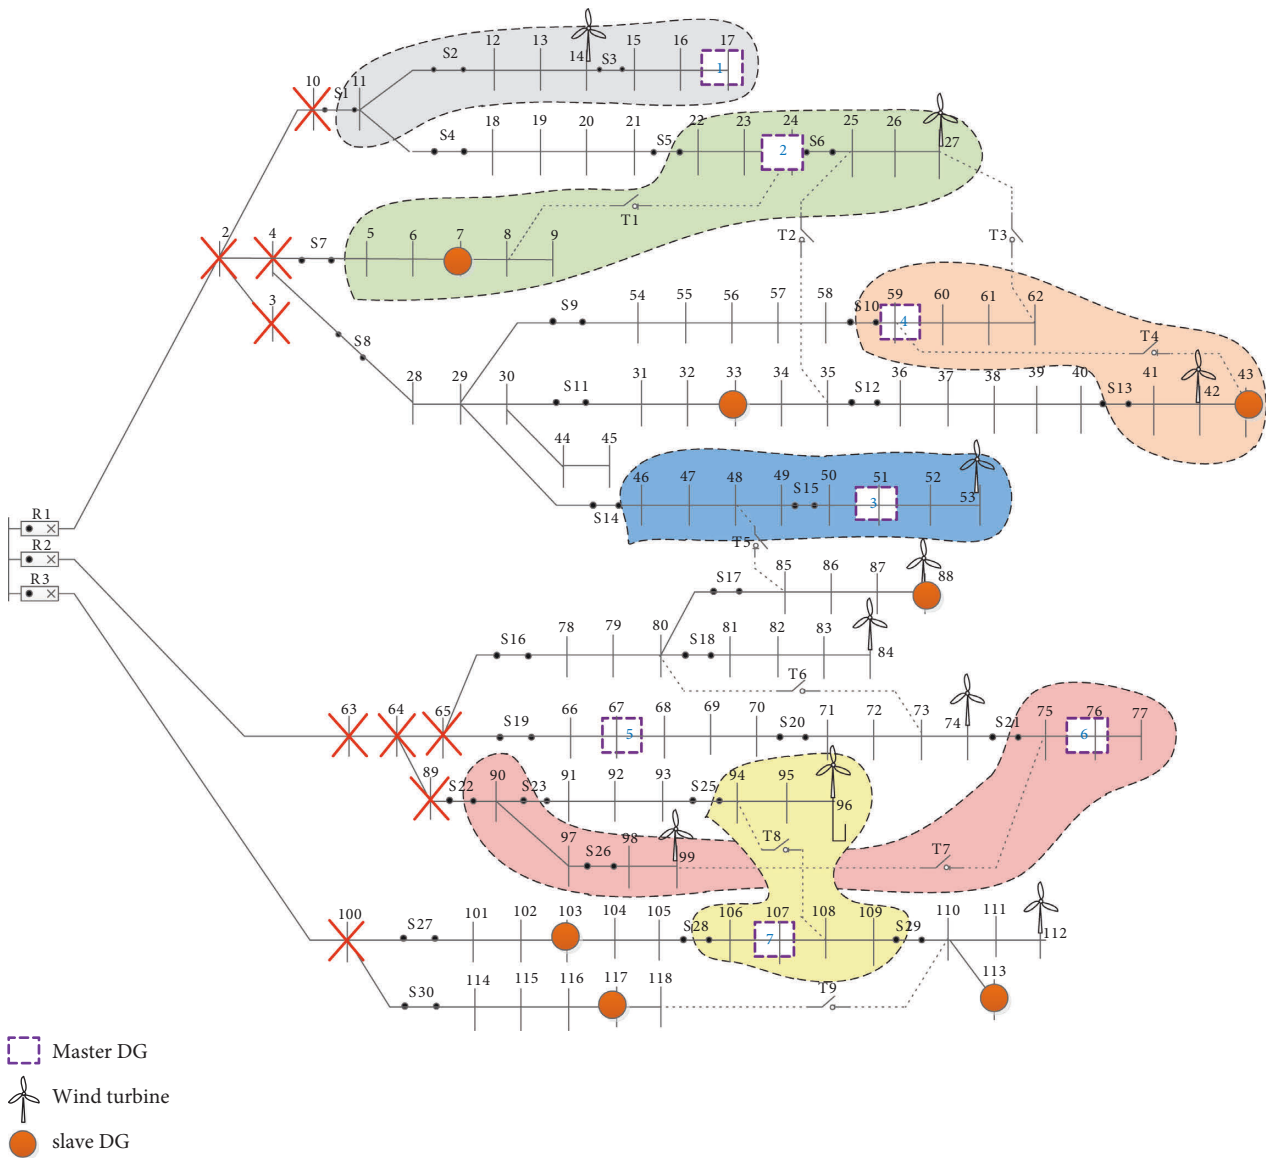 12 13 14 15 16 17
S2 S3
1
10 11
S1
18 19 20 21 22 23 24 25 26 27
S4 S5 S6
2
T1 T2 T3
2 4 5 6 7 8 9
S7
3
S8
54 55 56 57 58 59 60 61 62
S9 S10
4
T4
28 29 30 31 32 33 34 35 36 37 38 39 40 41 42 43
S11 S12 S13
44 45
46 47 48 49 50 51 52 53
S14 S15
3
T5
R1
R2
R3
85 86 87 88
S17
78 79 80 81 82 83 84
S16 S18
T6
63 64 65 66 67 68 69 70 71 72 73 74 75 76 77
S19 S20 S21
5 6
89 90 91 92 93 94 95 96
S22 S23 S25
T8
97 98 99
S26
T7
100 101 102 103 104 105 106 107 108 109 110 111 112
S27 S28 S29
7
113
114 115 116 117 118
S30
T9
Master DG
Wind turbine
slave DG